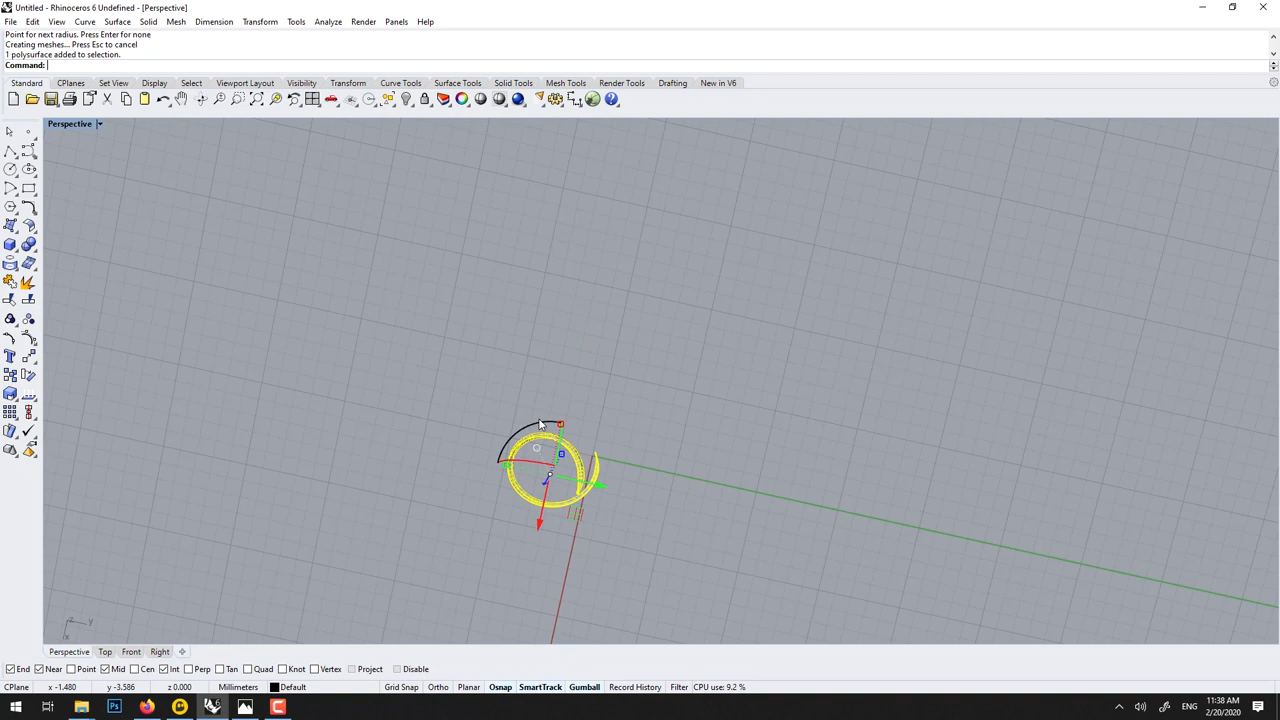 Untitled - Rhinoceros 6 Undefined - [Perspective]
File Edit View Curve Surface Solid Mesh Dimension Transform Tools Analyze Render Panels Help
Point for next radius. Press Enter for none
Creating meshes... Press Esc to cancel
1 polysurface added to selection.
Command:
Standard CPlanes Set View Display Select Viewport Layout Visibility Transform Curve Tools Surface Tools Solid Tools Mesh Tools Render Tools Drafting New in V6
Perspective
z y
x
Perspective Top Front Right
End Near Point Mid Cen Int Perp Tan Quad Knot Vertex Project Disable
CPlane x -1.480 y -3.586 z 0.000 Millimeters Default Grid Snap Ortho Planar Osnap SmartTrack Gumball Record History Filter CPU use: 9.2 %
ENG
11:38 AM
2/20/2020